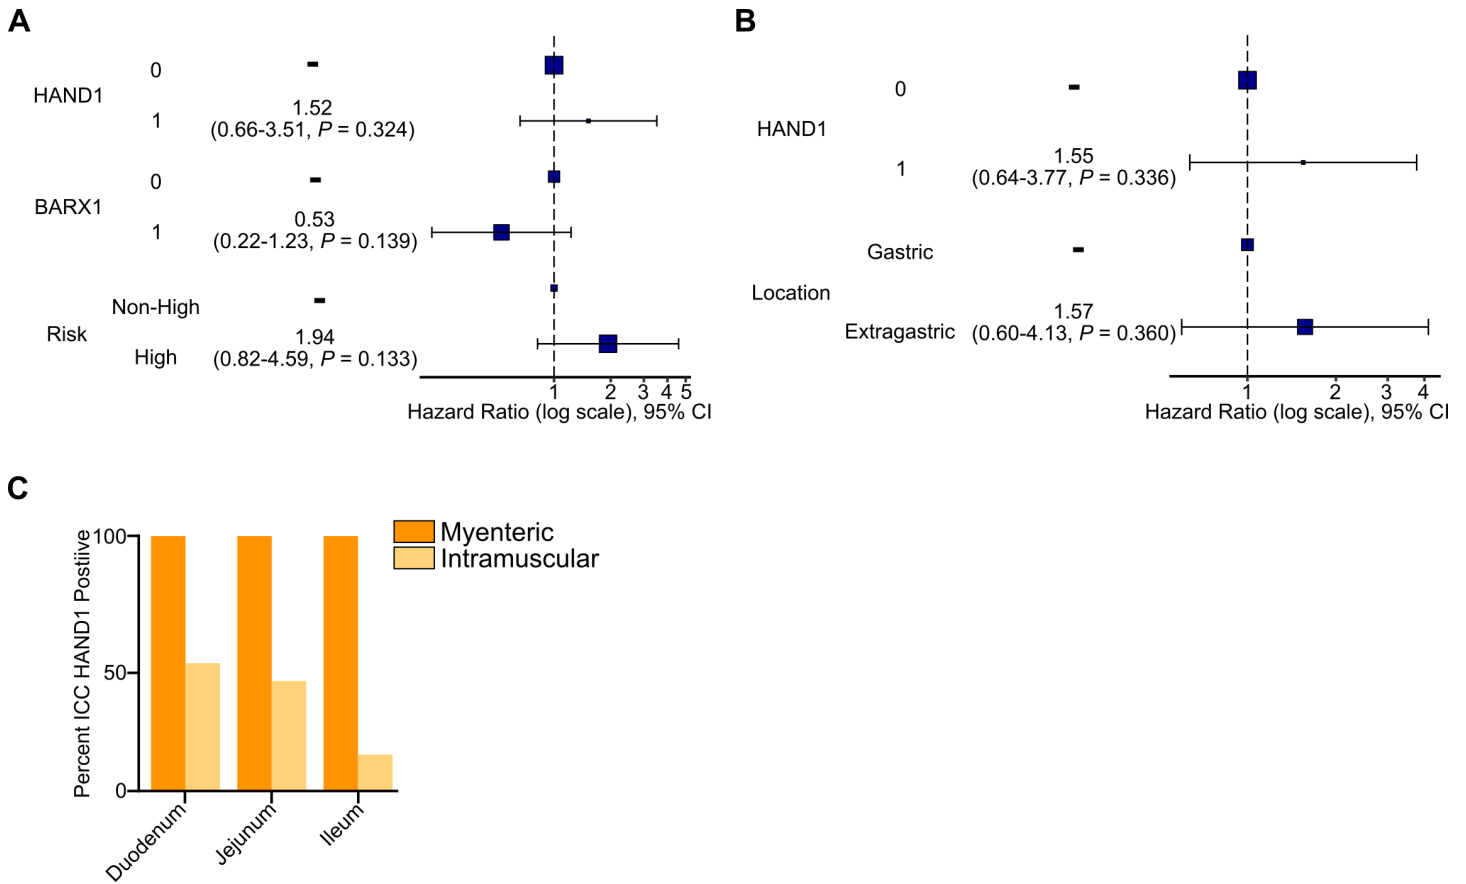 A
HAND1
0
-
1
1.52
(0.66-3.51, P = 0.324)
BARX1
0
-
1
0.53
(0.22-1.23, P = 0.139)
Risk
Non-High
-
High
1.94
(0.82-4.59, P = 0.133)
1 2 3 4 5
Hazard Ratio (log scale), 95% CI
B
HAND1
0
-
1
1.55
(0.64-3.77, P = 0.336)
Location
Gastric
-
Extragastric
1.57
(0.60-4.13, P = 0.360)
1 2 3 4
Hazard Ratio (log scale), 95% CI
C
Percent ICC HAND1 Postiive
100
50
0
Myenteric
Intramuscular
Duodenum
Jejunum
Ileum